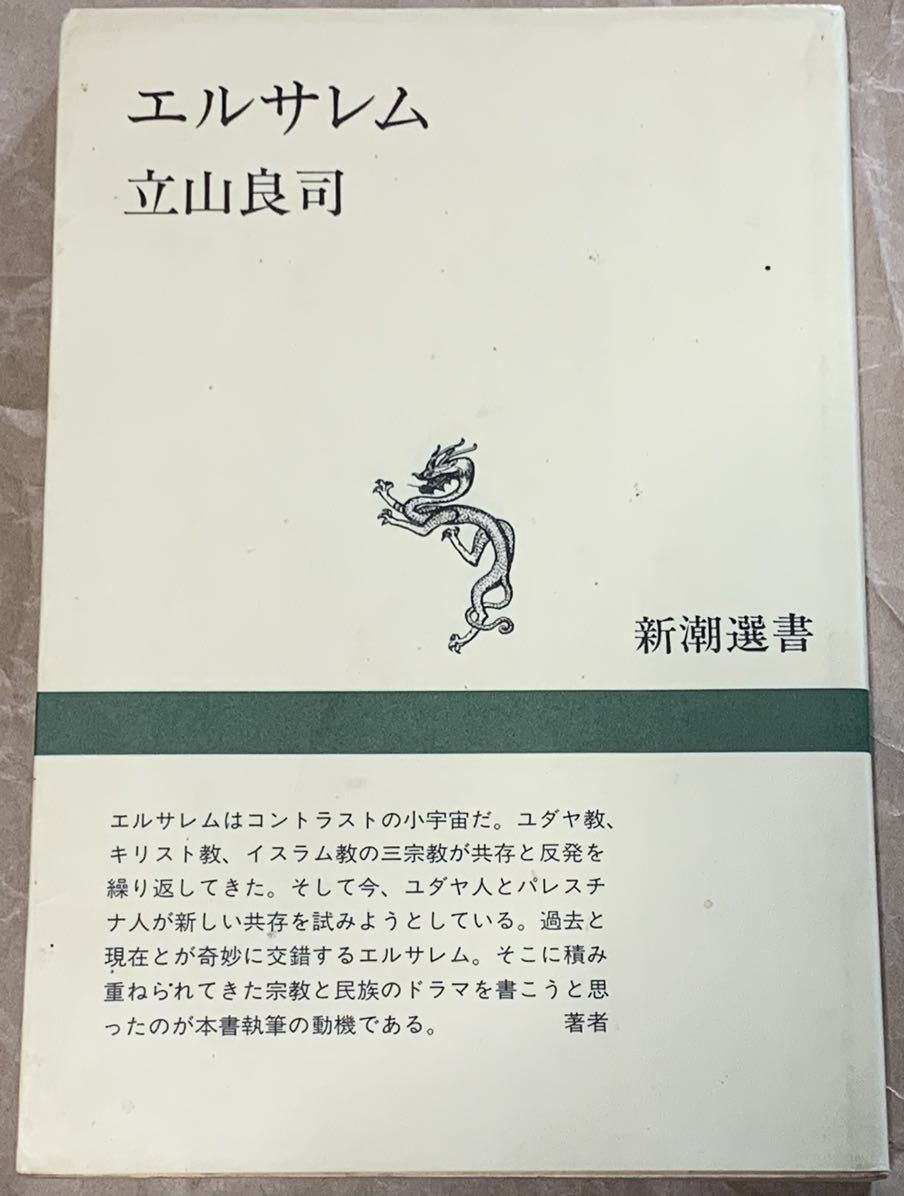 エルサレム
立山良司
新潮選書
エルサレムはコントラストの小宇宙だ。ユダヤ教、
キリスト教、イスラム教の三宗教が共存と反発を
繰り返してきた。そして今、ユダヤ人とパレスチ
ナ人が新しい共存を試みようとしている。過去と
現在とが奇妙に交錯するエルサレム。そこに積み
重ねられてきた宗教と民族のドラマを書こうと思
ったのが本書執筆の動機である。　　　著者